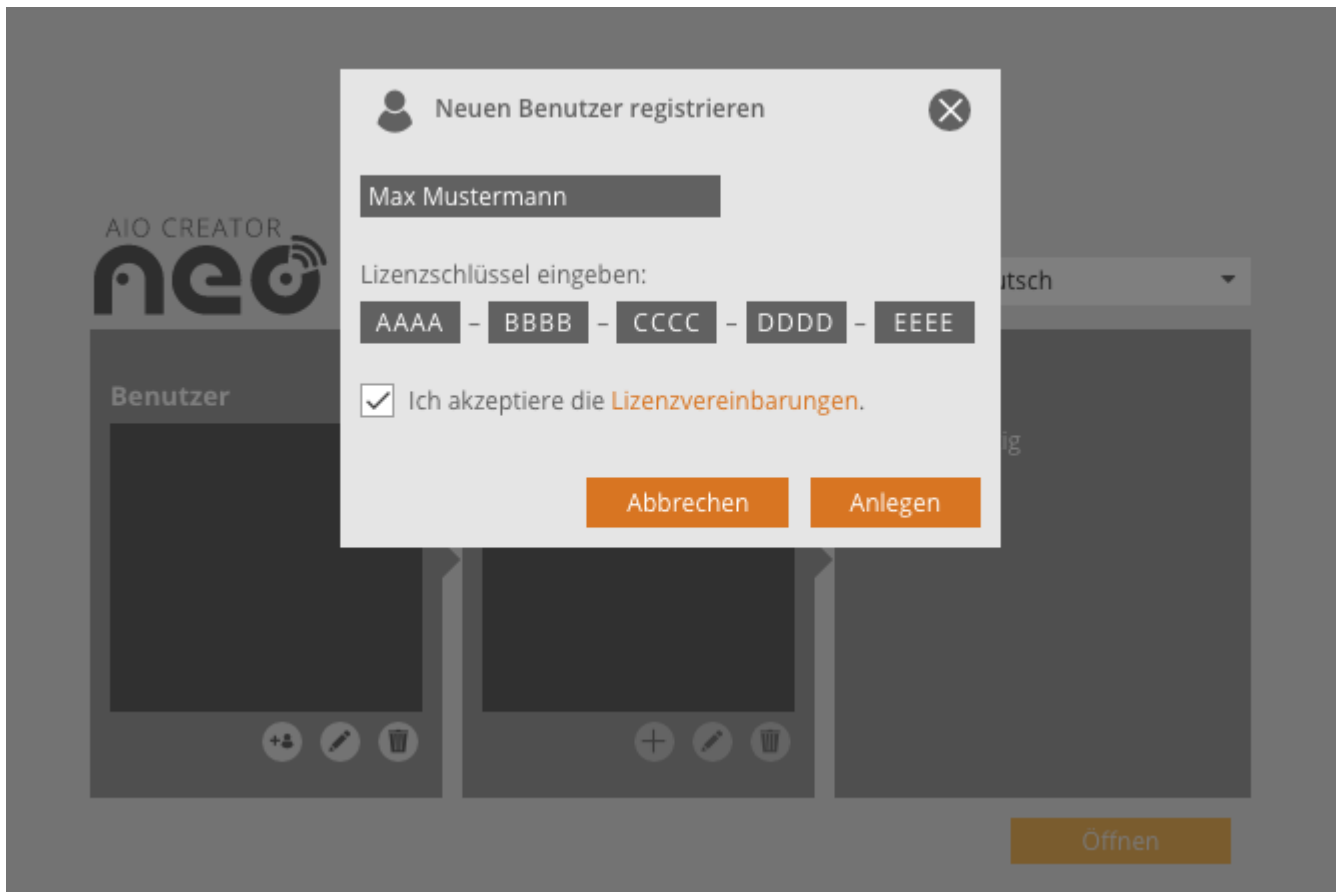 Neuen Benutzer registrieren
Max Mustermann
AIO CREATOR
neo
Lizenzschlüssel eingeben:
utsch
AAAA – BBBB – CCCC – DDDD – EEEE
Benutzer
Ich akzeptiere die Lizenzvereinbarungen.
ig
Abbrechen Anlegen
Öffnen